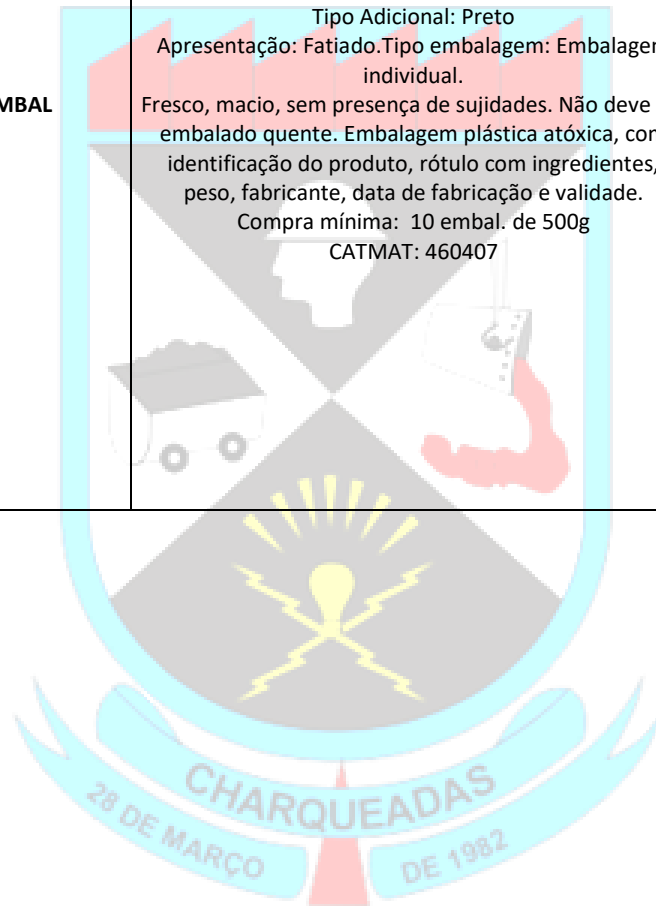 Tipo Adicional: Preto
Apresentação: Fatiado.Tipo embalagem: Embalagem
individual.
MBAL
Fresco, macio, sem presença de sujidades. Não deve
embalado quente. Embalagem plástica atóxica, com
identificação do produto, rótulo com ingredientes,
peso, fabricante, data de fabricação e validade.
Compra mínima: 10 embal. de 500g
CATMAT: 460407
CHARQUEADAS
28 DE MARÇO
DE 1982